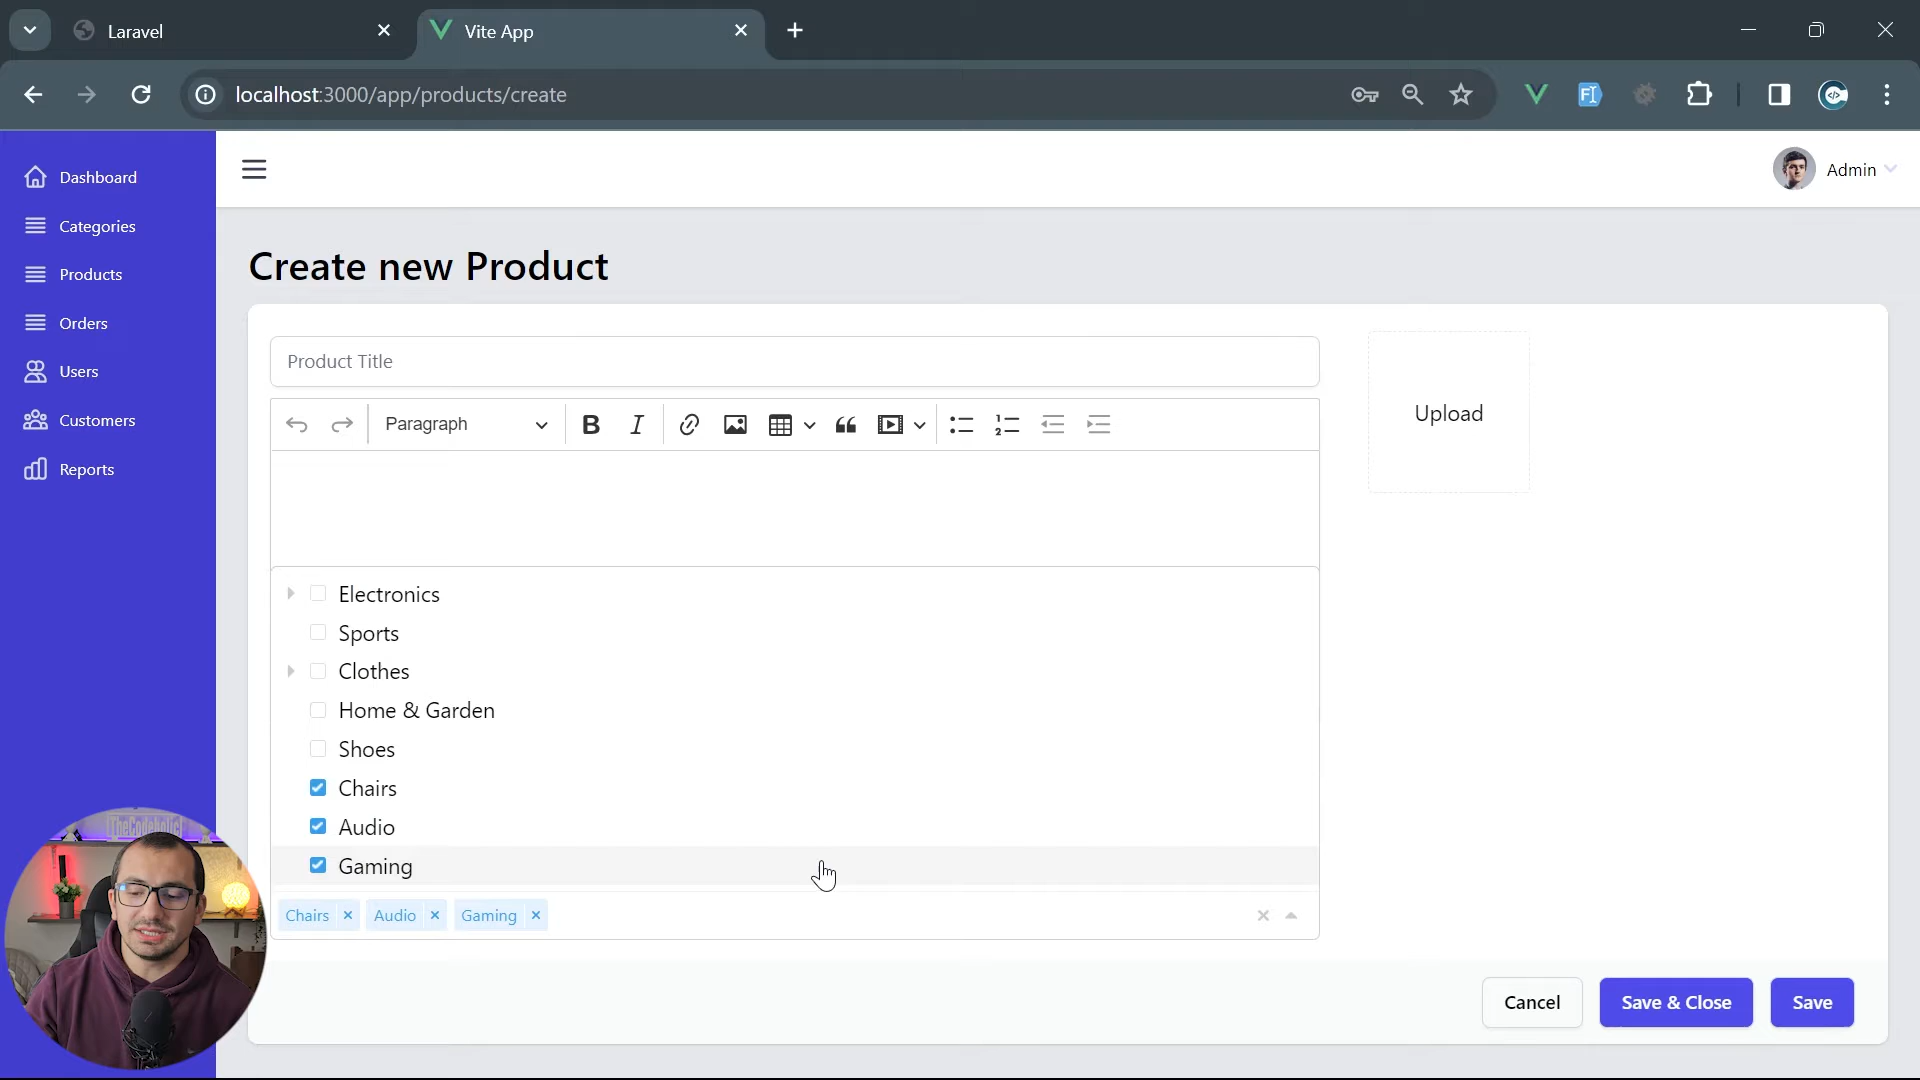 Laravel
Vite App
localhost:3000/app/products/create
Dashboard
Categories
Products
Orders
Users
Customers
Reports
Admin
Create new Product
Product Title
Paragraph
Upload
Electronics
Sports
Clothes
Home & Garden
Shoes
Chairs
Audio
Gaming
Chairs
Audio
Gaming
TheCodeholic
Cancel
Save & Close
Save